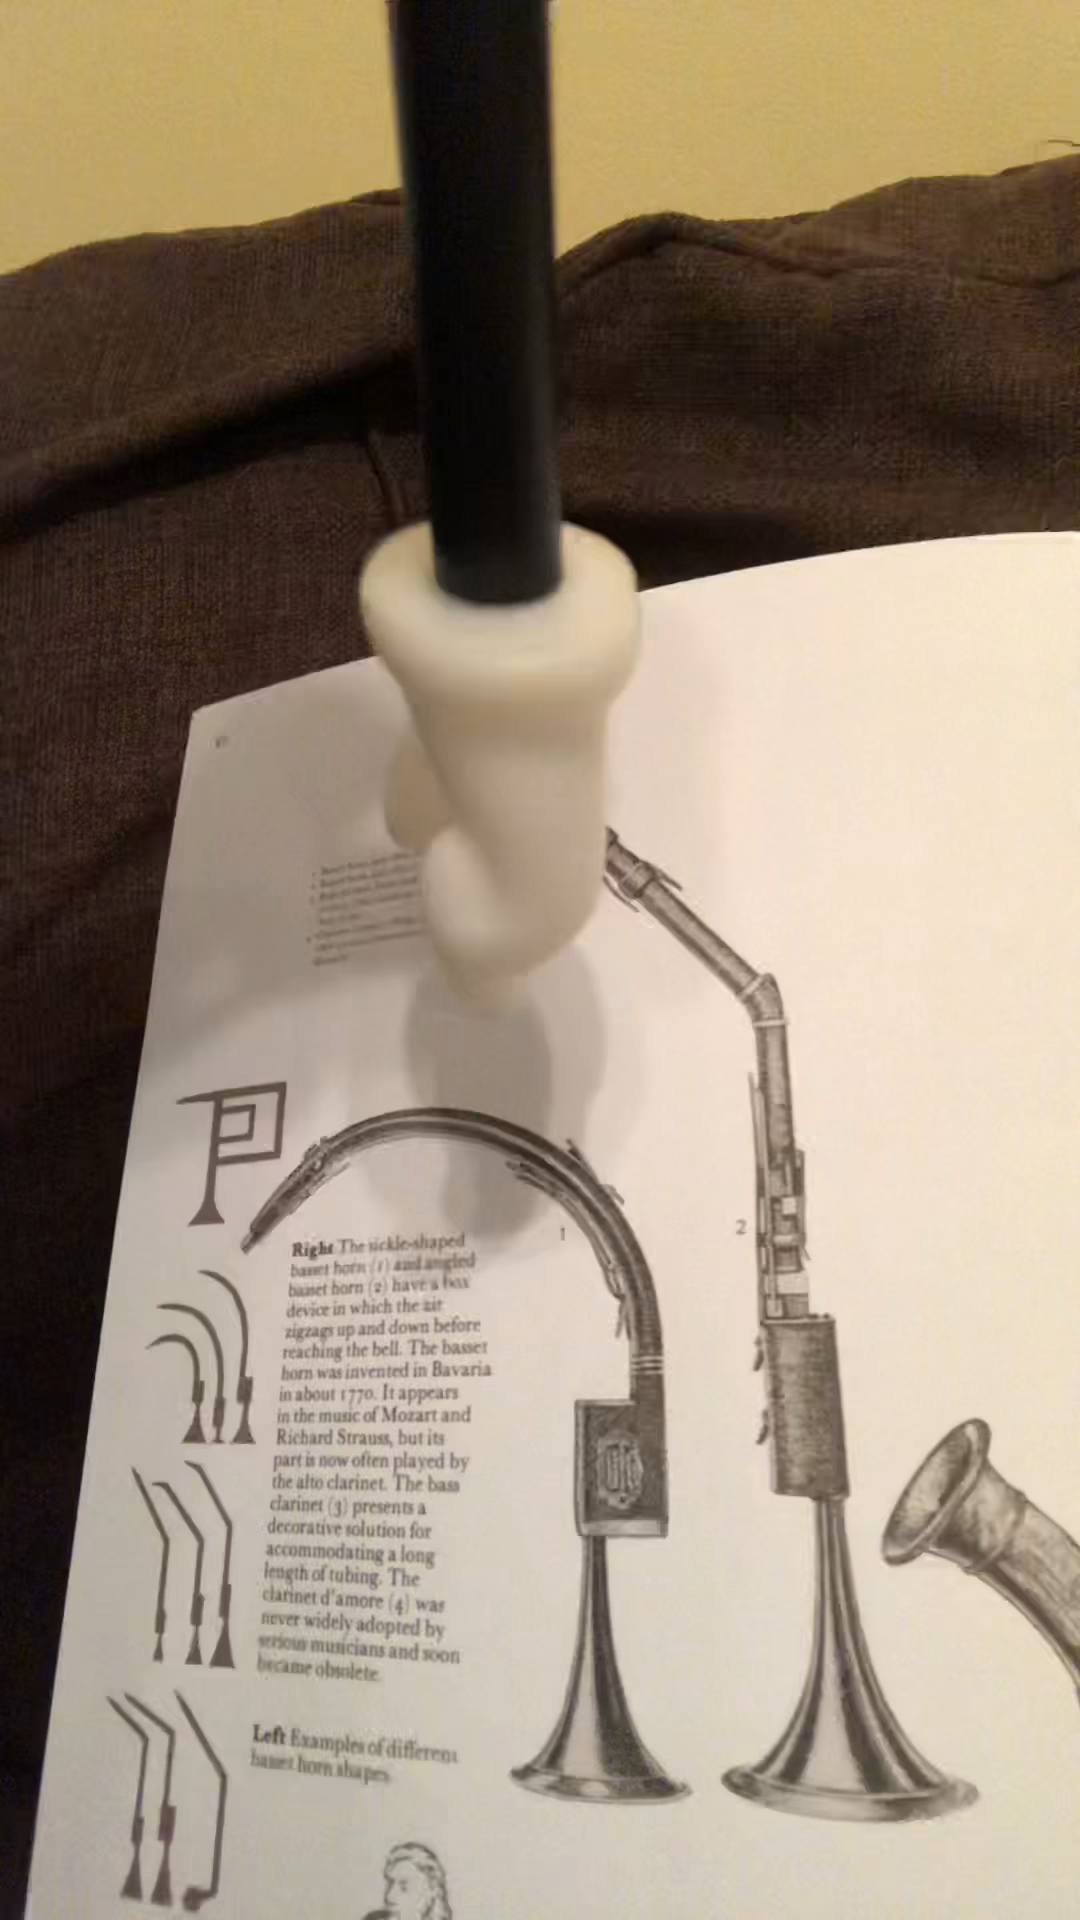 1
2
Right The sickle-shaped
basset horn (1) and angled
basset horn (2) have a box
device in which the air
zigzags up and down before
reaching the bell. The basset
horn was invented in Bavaria
in about 1770. It appears
in the music of Mozart and
Richard Strauss, but its
part is now often played by
the alto clarinet. The bass
clarinet (3) presents a
decorative solution for
accommodating a long
length of tubing. The
clarinet d'amore (4) was
never widely adopted by
serious musicians and soon
became obsolete.
Left Examples of different
basset horn shapes